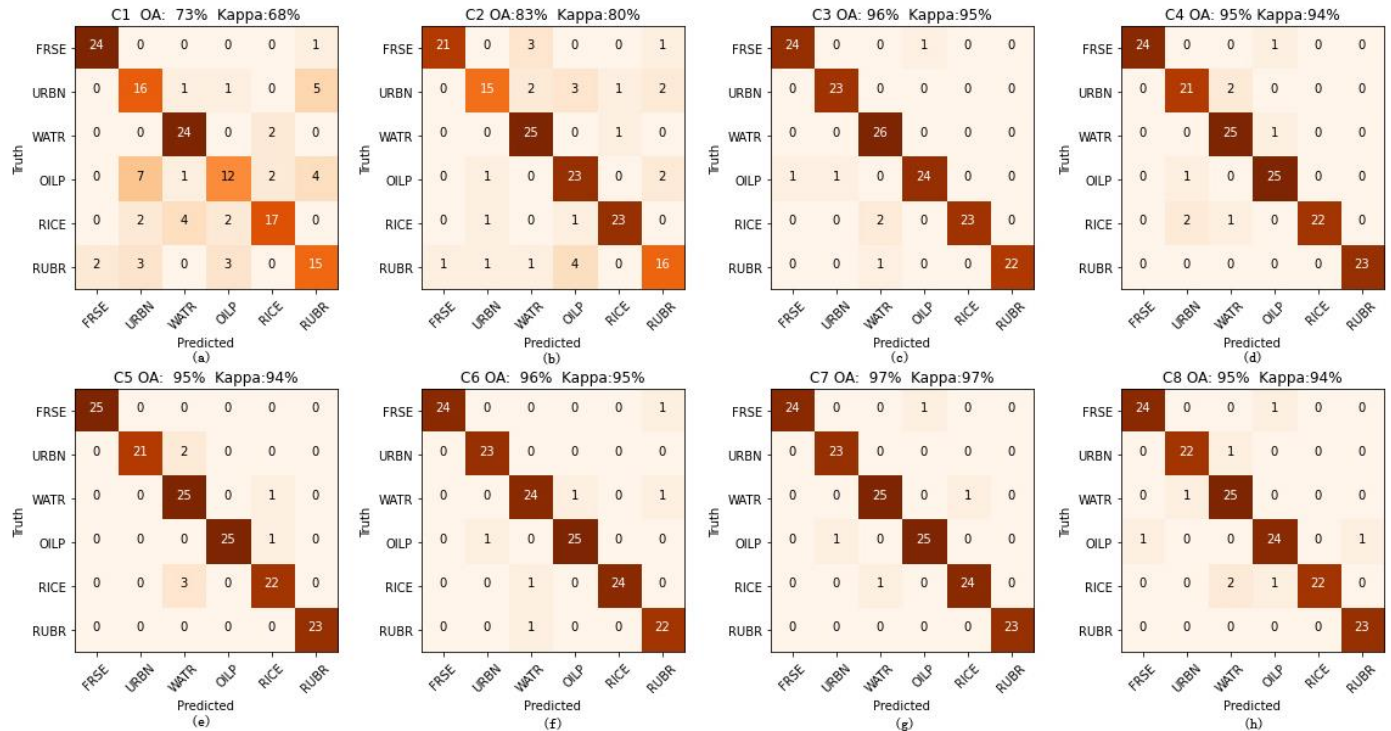 C1 OA: 73% Kappa:68%
Truth
FRSE 24 0 0 0 0 1
URBN 0 16 1 1 0 5
WATR 0 0 24 0 2 0
OILP 0 7 1 12 2 4
RICE 0 2 4 2 17 0
RUBR 2 3 0 3 0 15
FRSE URBN WATR OILP RICE RUBR
Predicted
(a)
C2 OA:83% Kappa:80%
Truth
FRSE 21 0 3 0 0 1
URBN 0 15 2 3 1 2
WATR 0 0 25 0 1 0
OILP 0 1 0 23 0 2
RICE 0 1 0 1 23 0
RUBR 1 1 1 4 0 16
FRSE URBN WATR OILP RICE RUBR
Predicted
(b)
C3 OA: 96% Kappa:95%
Truth
FRSE 24 0 0 1 0 0
URBN 0 23 0 0 0 0
WATR 0 0 26 0 0 0
OILP 1 1 0 24 0 0
RICE 0 0 2 0 23 0
RUBR 0 0 1 0 0 22
FRSE URBN WATR OILP RICE RUBR
Predicted
(c)
C4 OA: 95% Kappa:94%
Truth
FRSE 24 0 0 1 0 0
URBN 0 21 2 0 0 0
WATR 0 0 25 1 0 0
OILP 0 1 0 25 0 0
RICE 0 2 1 0 22 0
RUBR 0 0 0 0 0 23
FRSE URBN WATR OILP RICE RUBR
Predicted
(d)
C5 OA: 95% Kappa:94%
Truth
FRSE 25 0 0 0 0 0
URBN 0 21 2 0 0 0
WATR 0 0 25 0 1 0
OILP 0 0 0 25 1 0
RICE 0 0 3 0 22 0
RUBR 0 0 0 0 0 23
FRSE URBN WATR OILP RICE RUBR
Predicted
(e)
C6 OA: 96% Kappa:95%
Truth
FRSE 24 0 0 0 0 1
URBN 0 23 0 0 0 0
WATR 0 0 24 1 0 1
OILP 0 1 0 25 0 0
RICE 0 0 1 0 24 0
RUBR 0 0 1 0 0 22
FRSE URBN WATR OILP RICE RUBR
Predicted
(f)
C7 OA: 97% Kappa:97%
Truth
FRSE 24 0 0 1 0 0
URBN 0 23 0 0 0 0
WATR 0 0 25 0 1 0
OILP 0 1 0 25 0 0
RICE 0 0 1 0 24 0
RUBR 0 0 0 0 0 23
FRSE URBN WATR OILP RICE RUBR
Predicted
(g)
C8 OA: 95% Kappa:94%
Truth
FRSE 24 0 0 1 0 0
URBN 0 22 1 0 0 0
WATR 0 1 25 0 0 0
OILP 1 0 0 24 0 1
RICE 0 0 2 1 22 0
RUBR 0 0 0 0 0 23
FRSE URBN WATR OILP RICE RUBR
Predicted
(h)